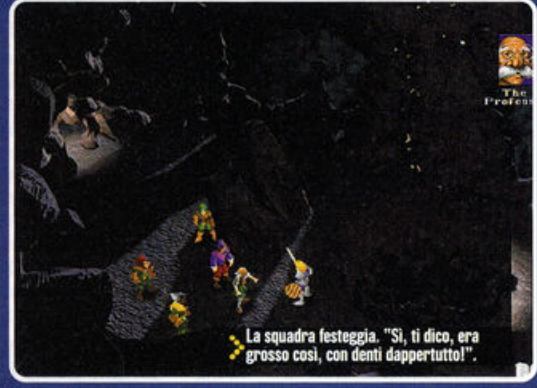 The
Profess
La squadra festeggia. "Sì, ti dico, era
grosso così, con denti dappertutto!".